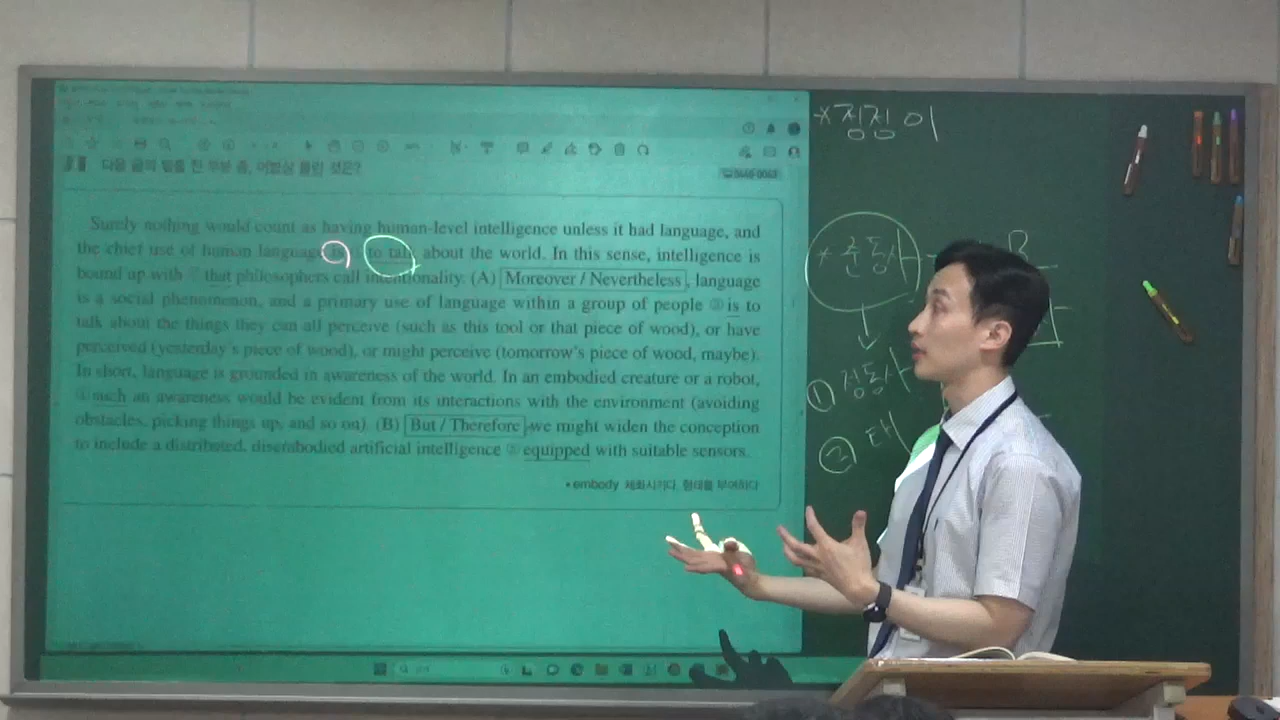 다음 글의 밑줄 친 부분 중, 어법상 틀린 것은?
Surely nothing would count as having human-level intelligence unless it had language, and
the chief use of human language is ① to talk about the world. In this sense, intelligence is
bound up with ② that philosophers call intentionality. (A) Moreover / Nevertheless, language
is a social phenomenon, and a primary use of language within a group of people ③ is to
talk about the things they can all perceive (such as this tool or that piece of wood), or have
perceived (yesterday's piece of wood), or might perceive (tomorrow's piece of wood, maybe).
In short, language is grounded in awareness of the world. In an embodied creature or a robot,
④ such an awareness would be evident from its interactions with the environment (avoiding
obstacles, picking things up, and so on). (B) But / Therefore, we might widen the conception
to include a distributed, disembodied artificial intelligence ⑤ equipped with suitable sensors.
• embody 체화시키다, 형태를 부여하다
*정징이
*준동사
B
① 정동사
② 태